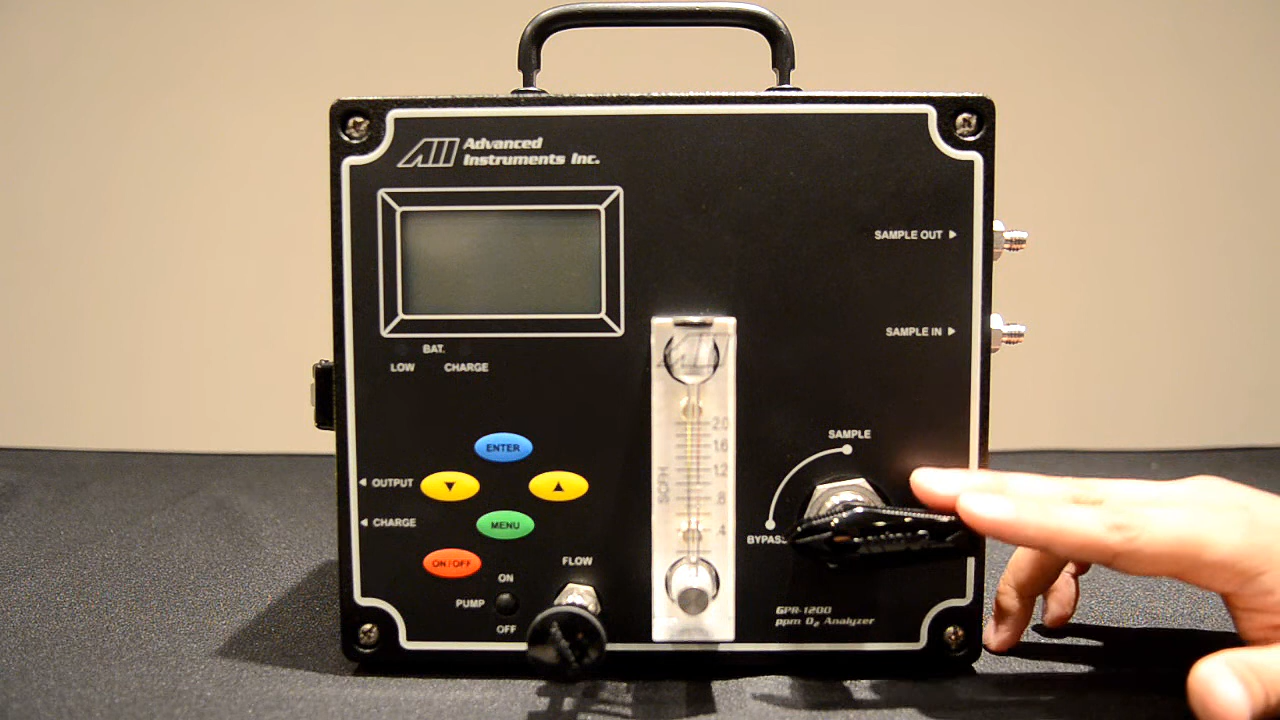 AII Advanced
Instruments Inc.
SAMPLE OUT
SAMPLE IN
BAT.
LOW CHARGE
2.0
1.6
1.2
.8
.4
SCFH
SAMPLE
BYPASS
ENTER
OUTPUT
CHARGE
MENU
ON/OFF
FLOW
ON
PUMP
OFF
GPR-1200
ppm O₂ Analyzer